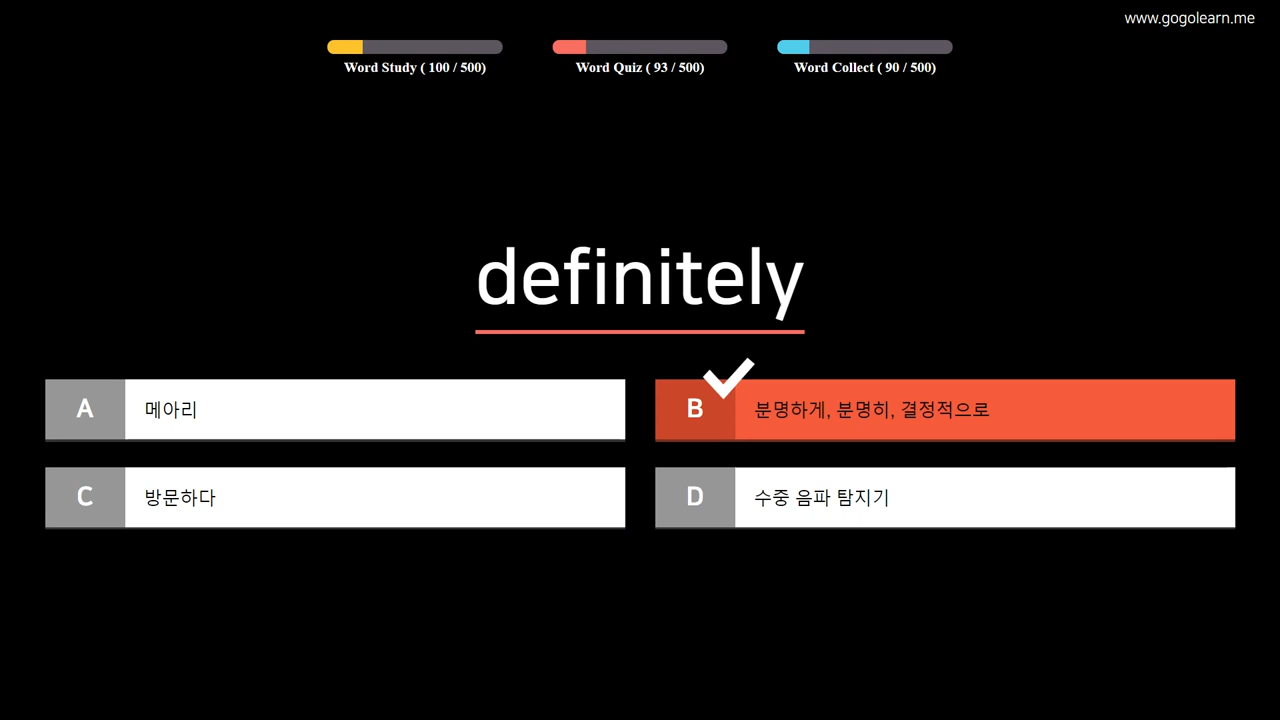 www.gogolearn.me
Word Study ( 100 / 500)
Word Quiz ( 93 / 500)
Word Collect ( 90 / 500)
definitely
A 메아리
B 분명하게, 분명히, 결정적으로
C 방문하다
D 수중 음파 탐지기